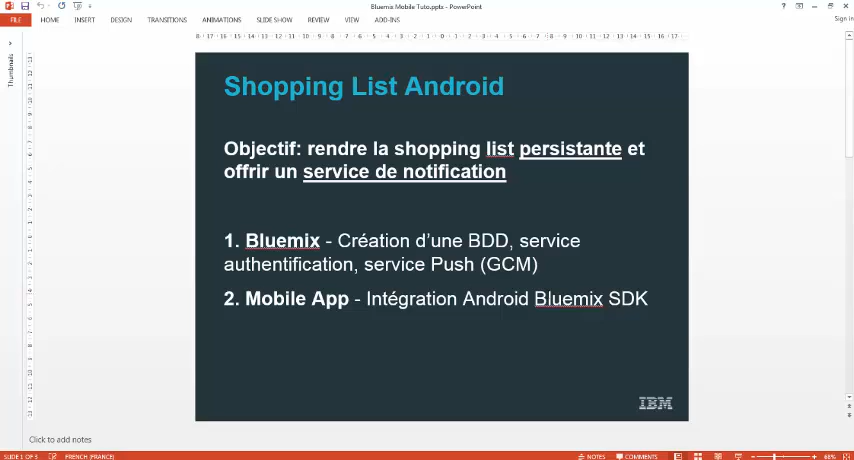 Bluemix Mobile Tuto.pptx - PowerPoint
Sign in
FILE HOME INSERT DESIGN TRANSITIONS ANIMATIONS SLIDE SHOW REVIEW VIEW ADD-INS
Thumbnails
Shopping List Android
Objectif: rendre la shopping list persistante et
offrir un service de notification
1. Bluemix - Création d’une BDD, service
authentification, service Push (GCM)
2. Mobile App - Intégration Android Bluemix SDK
IBM
Click to add notes
SLIDE 1 OF 3 FRENCH (FRANCE) NOTES COMMENTS 68%